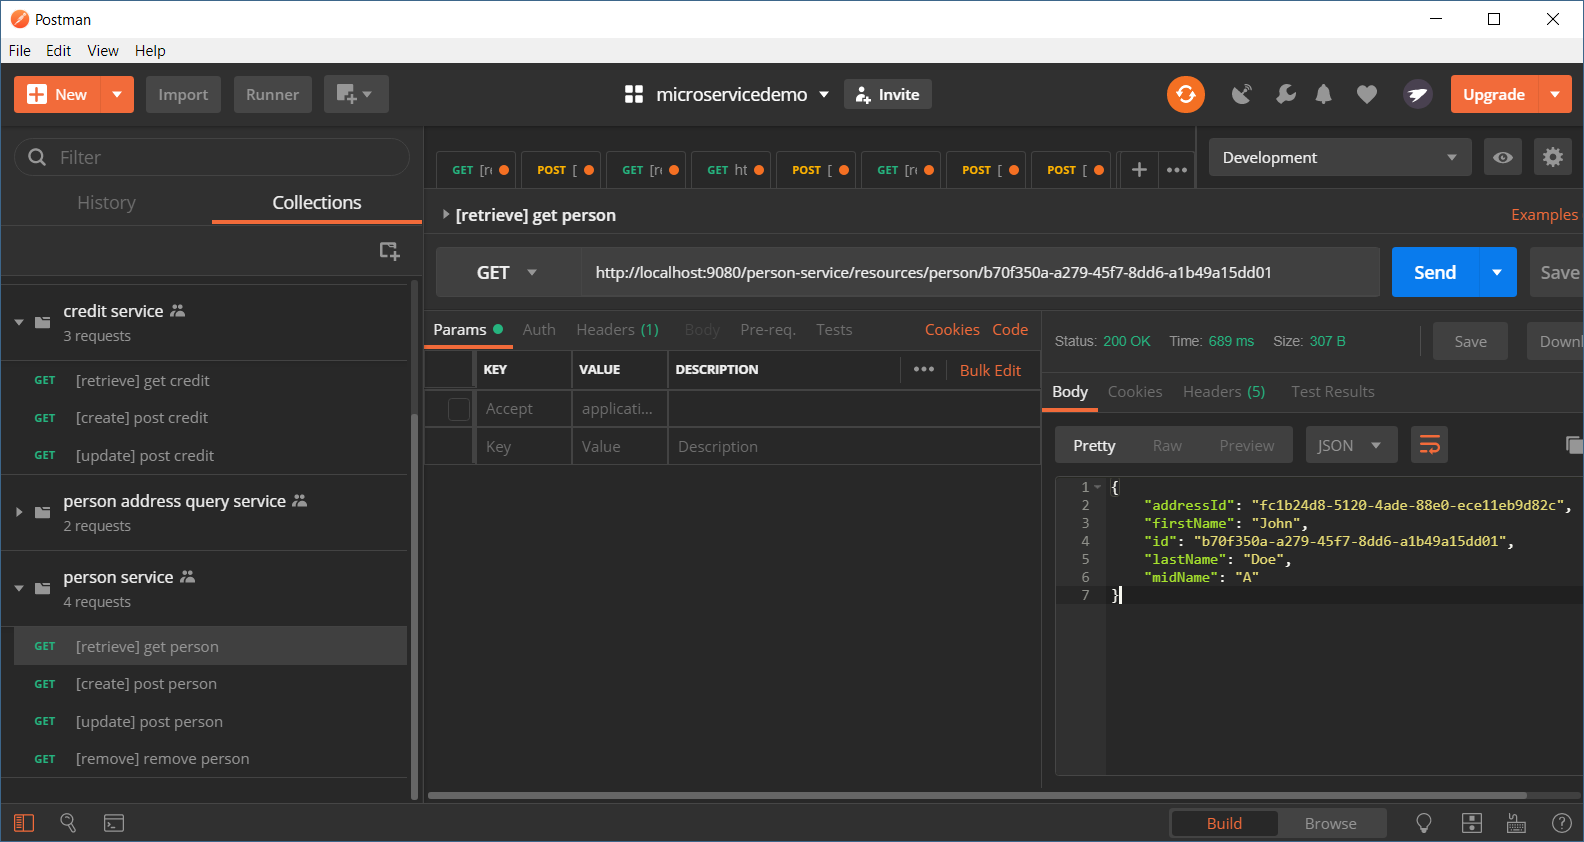 Postman
File Edit View Help
New Import Runner
microservicedemo Invite
Upgrade
Filter
History Collections
credit service
3 requests
GET [retrieve] get credit
GET [create] post credit
GET [update] post credit
person address query service
2 requests
person service
4 requests
GET [retrieve] get person
GET [create] post person
GET [update] post person
GET [remove] remove person
GET [re POST [ GET [re GET ht POST [ GET [re POST [ POST [
Development
[retrieve] get person
Examples
GET http://localhost:9080/person-service/resources/person/b70f350a-a279-45f7-8dd6-a1b49a15dd01
Send Save
Params Auth Headers (1) Body Pre-req. Tests Cookies Code
KEY VALUE DESCRIPTION Bulk Edit
Accept applicati...
Key Value Description
Status: 200 OK Time: 689 ms Size: 307 B Save Downl
Body Cookies Headers (5) Test Results
Pretty Raw Preview JSON
1 {
2 "addressId": "fc1b24d8-5120-4ade-88e0-ece11eb9d82c",
3 "firstName": "John",
4 "id": "b70f350a-a279-45f7-8dd6-a1b49a15dd01",
5 "lastName": "Doe",
6 "midName": "A"
7 }
Build Browse